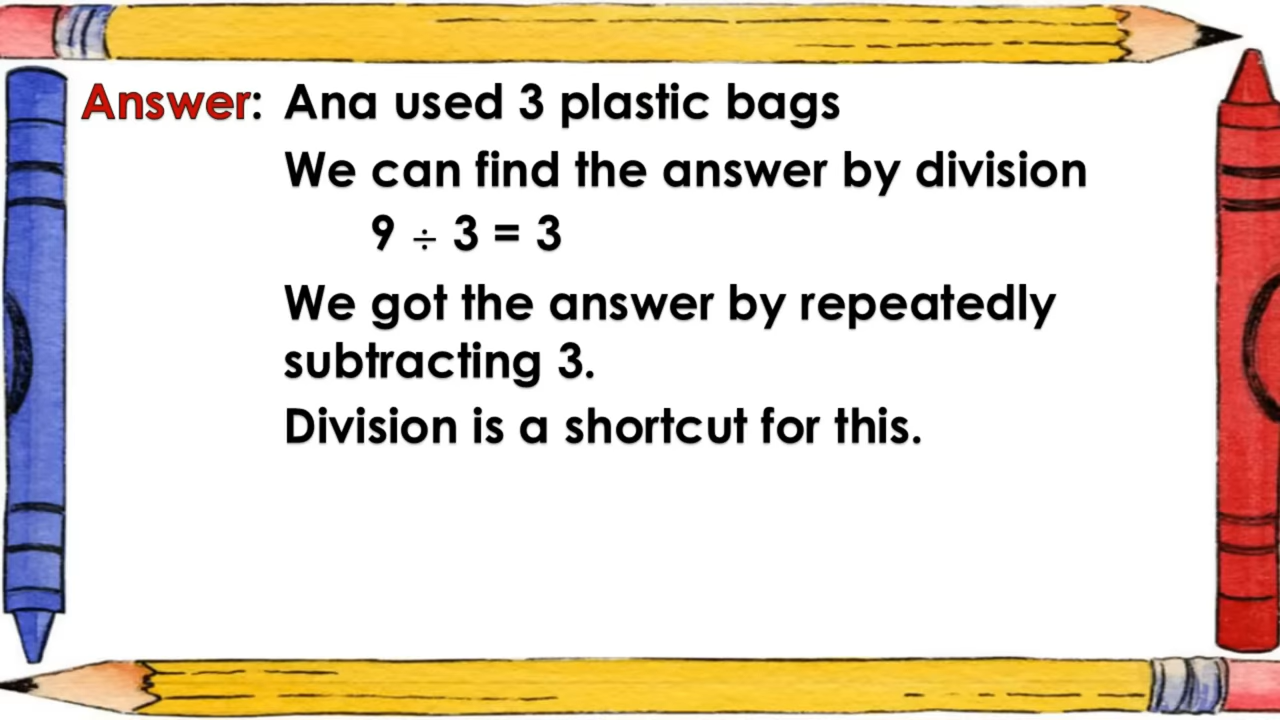 Answer: Ana used 3 plastic bags
We can find the answer by division
9 ÷ 3 = 3
We got the answer by repeatedly
subtracting 3.
Division is a shortcut for this.